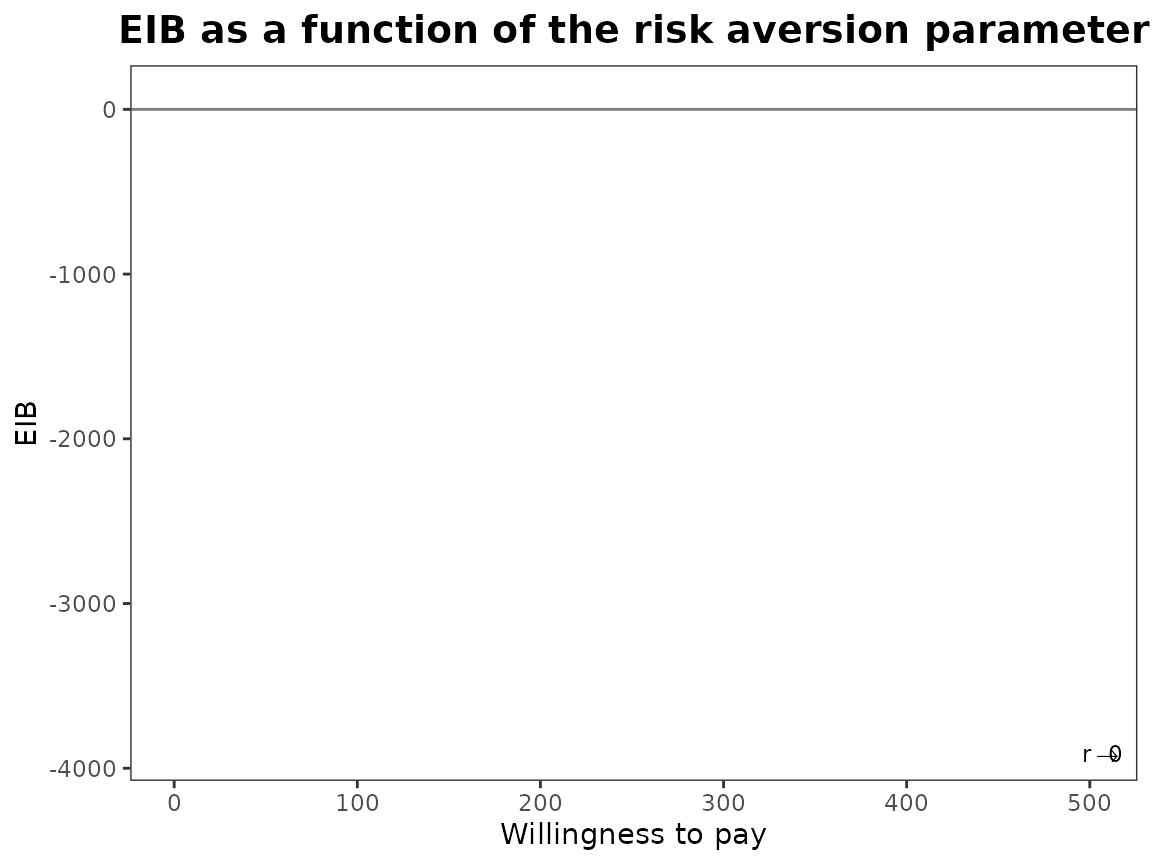 EIB as a function of the risk aversion parameter
0
-1000
-2000
-3000
-4000
EIB
r → 0
0 100 200 300 400 500
Willingness to pay